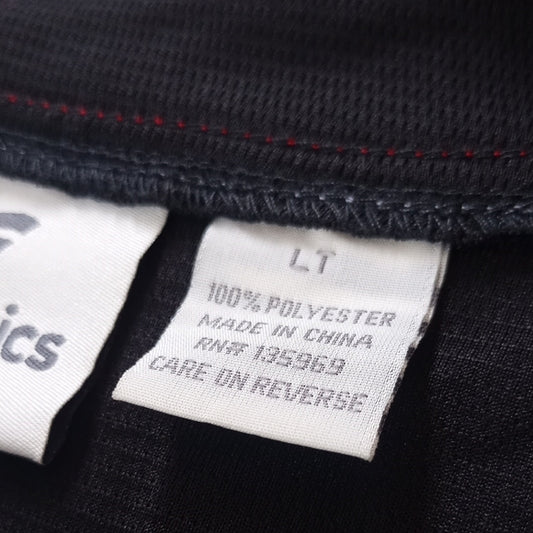 ics
LT
100% POLYESTER
MADE IN CHINA
RN# 135969
CARE ON REVERSE